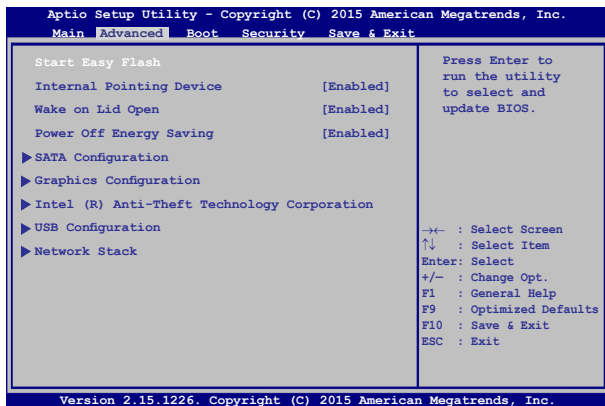 Aptio Setup Utility - Copyright (C) 2015 American Megatrends, Inc.
Main Advanced Boot Security Save & Exit
Start Easy Flash
Internal Pointing Device [Enabled]
Wake on Lid Open [Enabled]
Power Off Energy Saving [Enabled]
SATA Configuration
Graphics Configuration
Intel (R) Anti-Theft Technology Corporation
USB Configuration
Network Stack
Press Enter to
run the utility
to select and
update BIOS.
→← : Select Screen
↑↓ : Select Item
Enter: Select
+/— : Change Opt.
F1 : General Help
F9 : Optimized Defaults
F10 : Save & Exit
ESC : Exit
Version 2.15.1226. Copyright (C) 2015 American Megatrends, Inc.